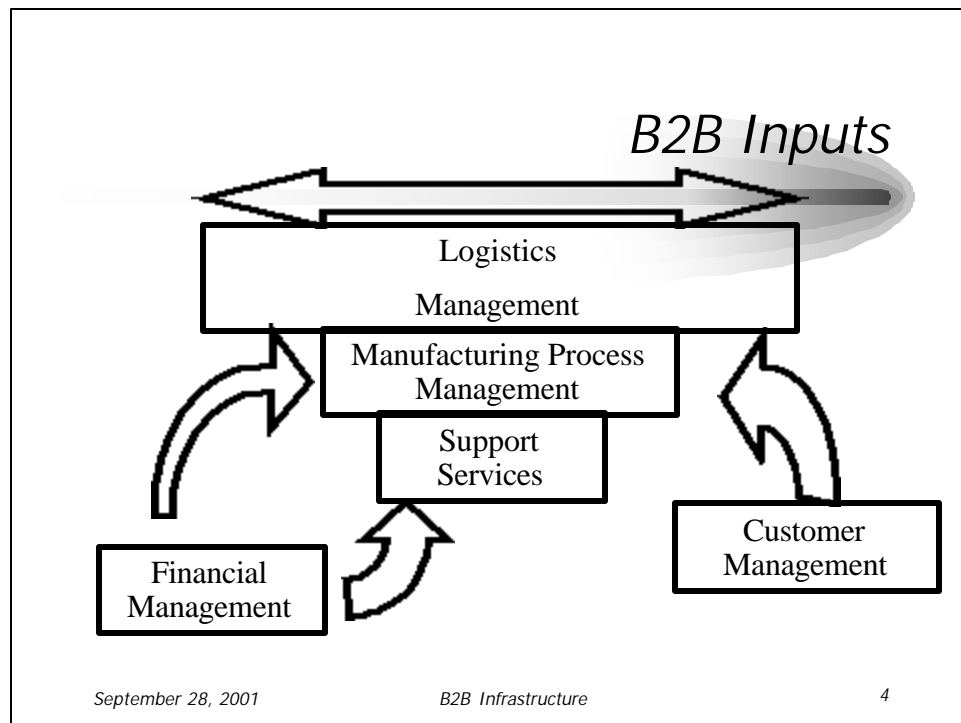 B2B Inputs
Logistics
Management
Manufacturing Process
Management
Support
Services
Customer
Management
Financial
Management
September 28, 2001
B2B Infrastructure
4